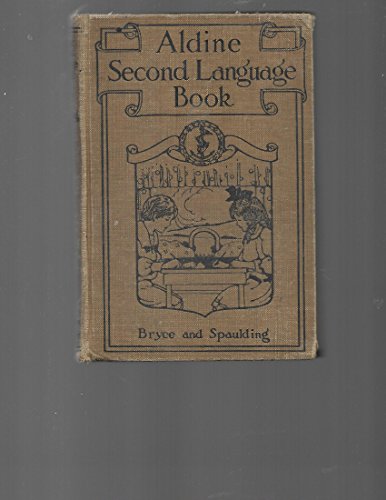 Aldine
Second Language
Book
Bryce and Spaulding